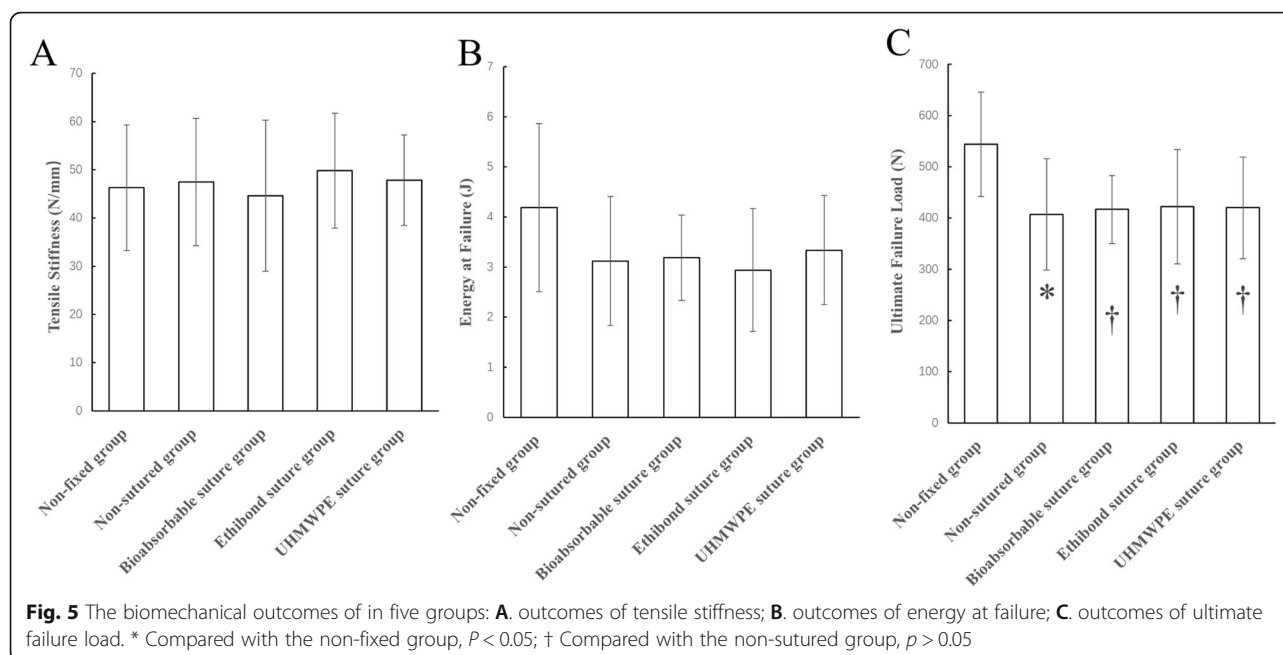 A
Tensile Stiffness (N/mm)
70
60
50
40
30
20
10
0
Non-fixed group
Non-sutured group
Bioabsorbable suture group
Ethibond suture group
UHMWPE suture group
B
Energy at Failure (J)
7
6
5
4
3
2
1
0
Non-fixed group
Non-sutured group
Bioabsorbable suture group
Ethibond suture group
UHMWPE suture group
C
Ultimate Failure Load (N)
700
600
500
400
300
200
100
0
*
†
†
†
Non-fixed group
Non-sutured group
Bioabsorbable suture group
Ethibond suture group
UHMWPE suture group
Fig. 5 The biomechanical outcomes of in five groups: A. outcomes of tensile stiffness; B. outcomes of energy at failure; C. outcomes of ultimate
failure load. * Compared with the non-fixed group, P < 0.05; † Compared with the non-sutured group, p > 0.05